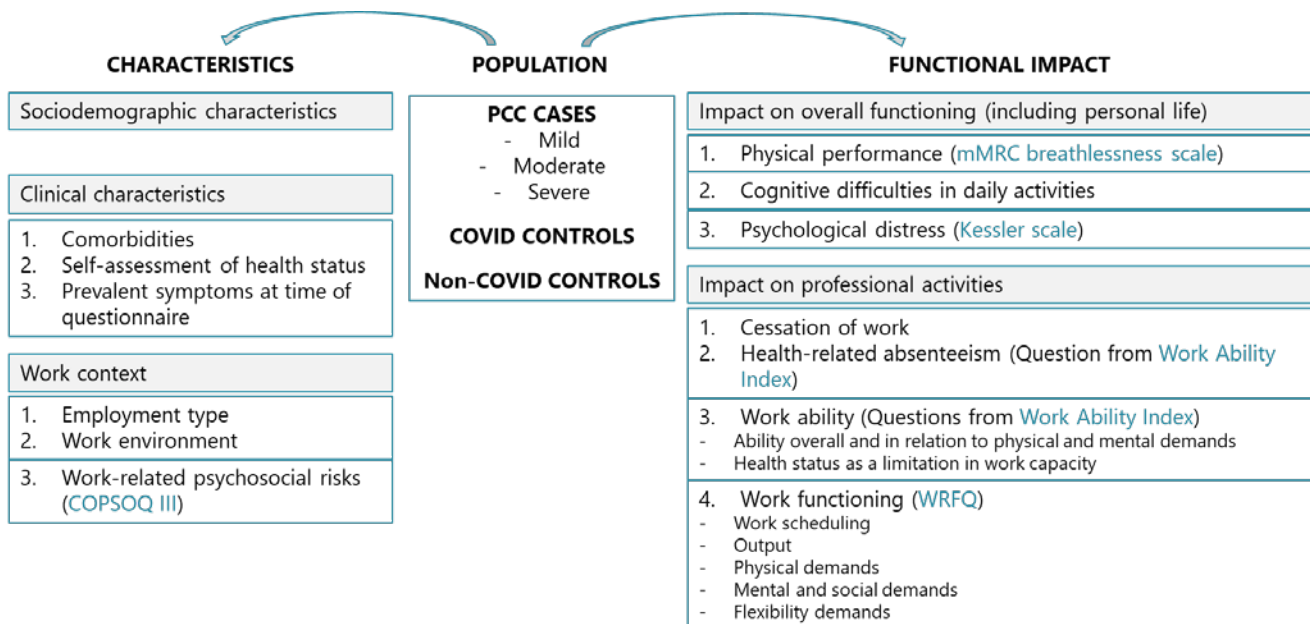 CHARACTERISTICS
Sociodemographic characteristics
Clinical characteristics
1. Comorbidities
2. Self-assessment of health status
3. Prevalent symptoms at time of
questionnaire
Work context
1. Employment type
2. Work environment
3. Work-related psychosocial risks
(COPSOQ III)
POPULATION
PCC CASES
- Mild
- Moderate
- Severe
COVID CONTROLS
Non-COVID CONTROLS
FUNCTIONAL IMPACT
Impact on overall functioning (including personal life)
1. Physical performance (mMRC breathlessness scale)
2. Cognitive difficulties in daily activities
3. Psychological distress (Kessler scale)
Impact on professional activities
1. Cessation of work
2. Health-related absenteeism (Question from Work Ability
Index)
3. Work ability (Questions from Work Ability Index)
- Ability overall and in relation to physical and mental demands
- Health status as a limitation in work capacity
4. Work functioning (WRFQ)
- Work scheduling
- Output
- Physical demands
- Mental and social demands
- Flexibility demands